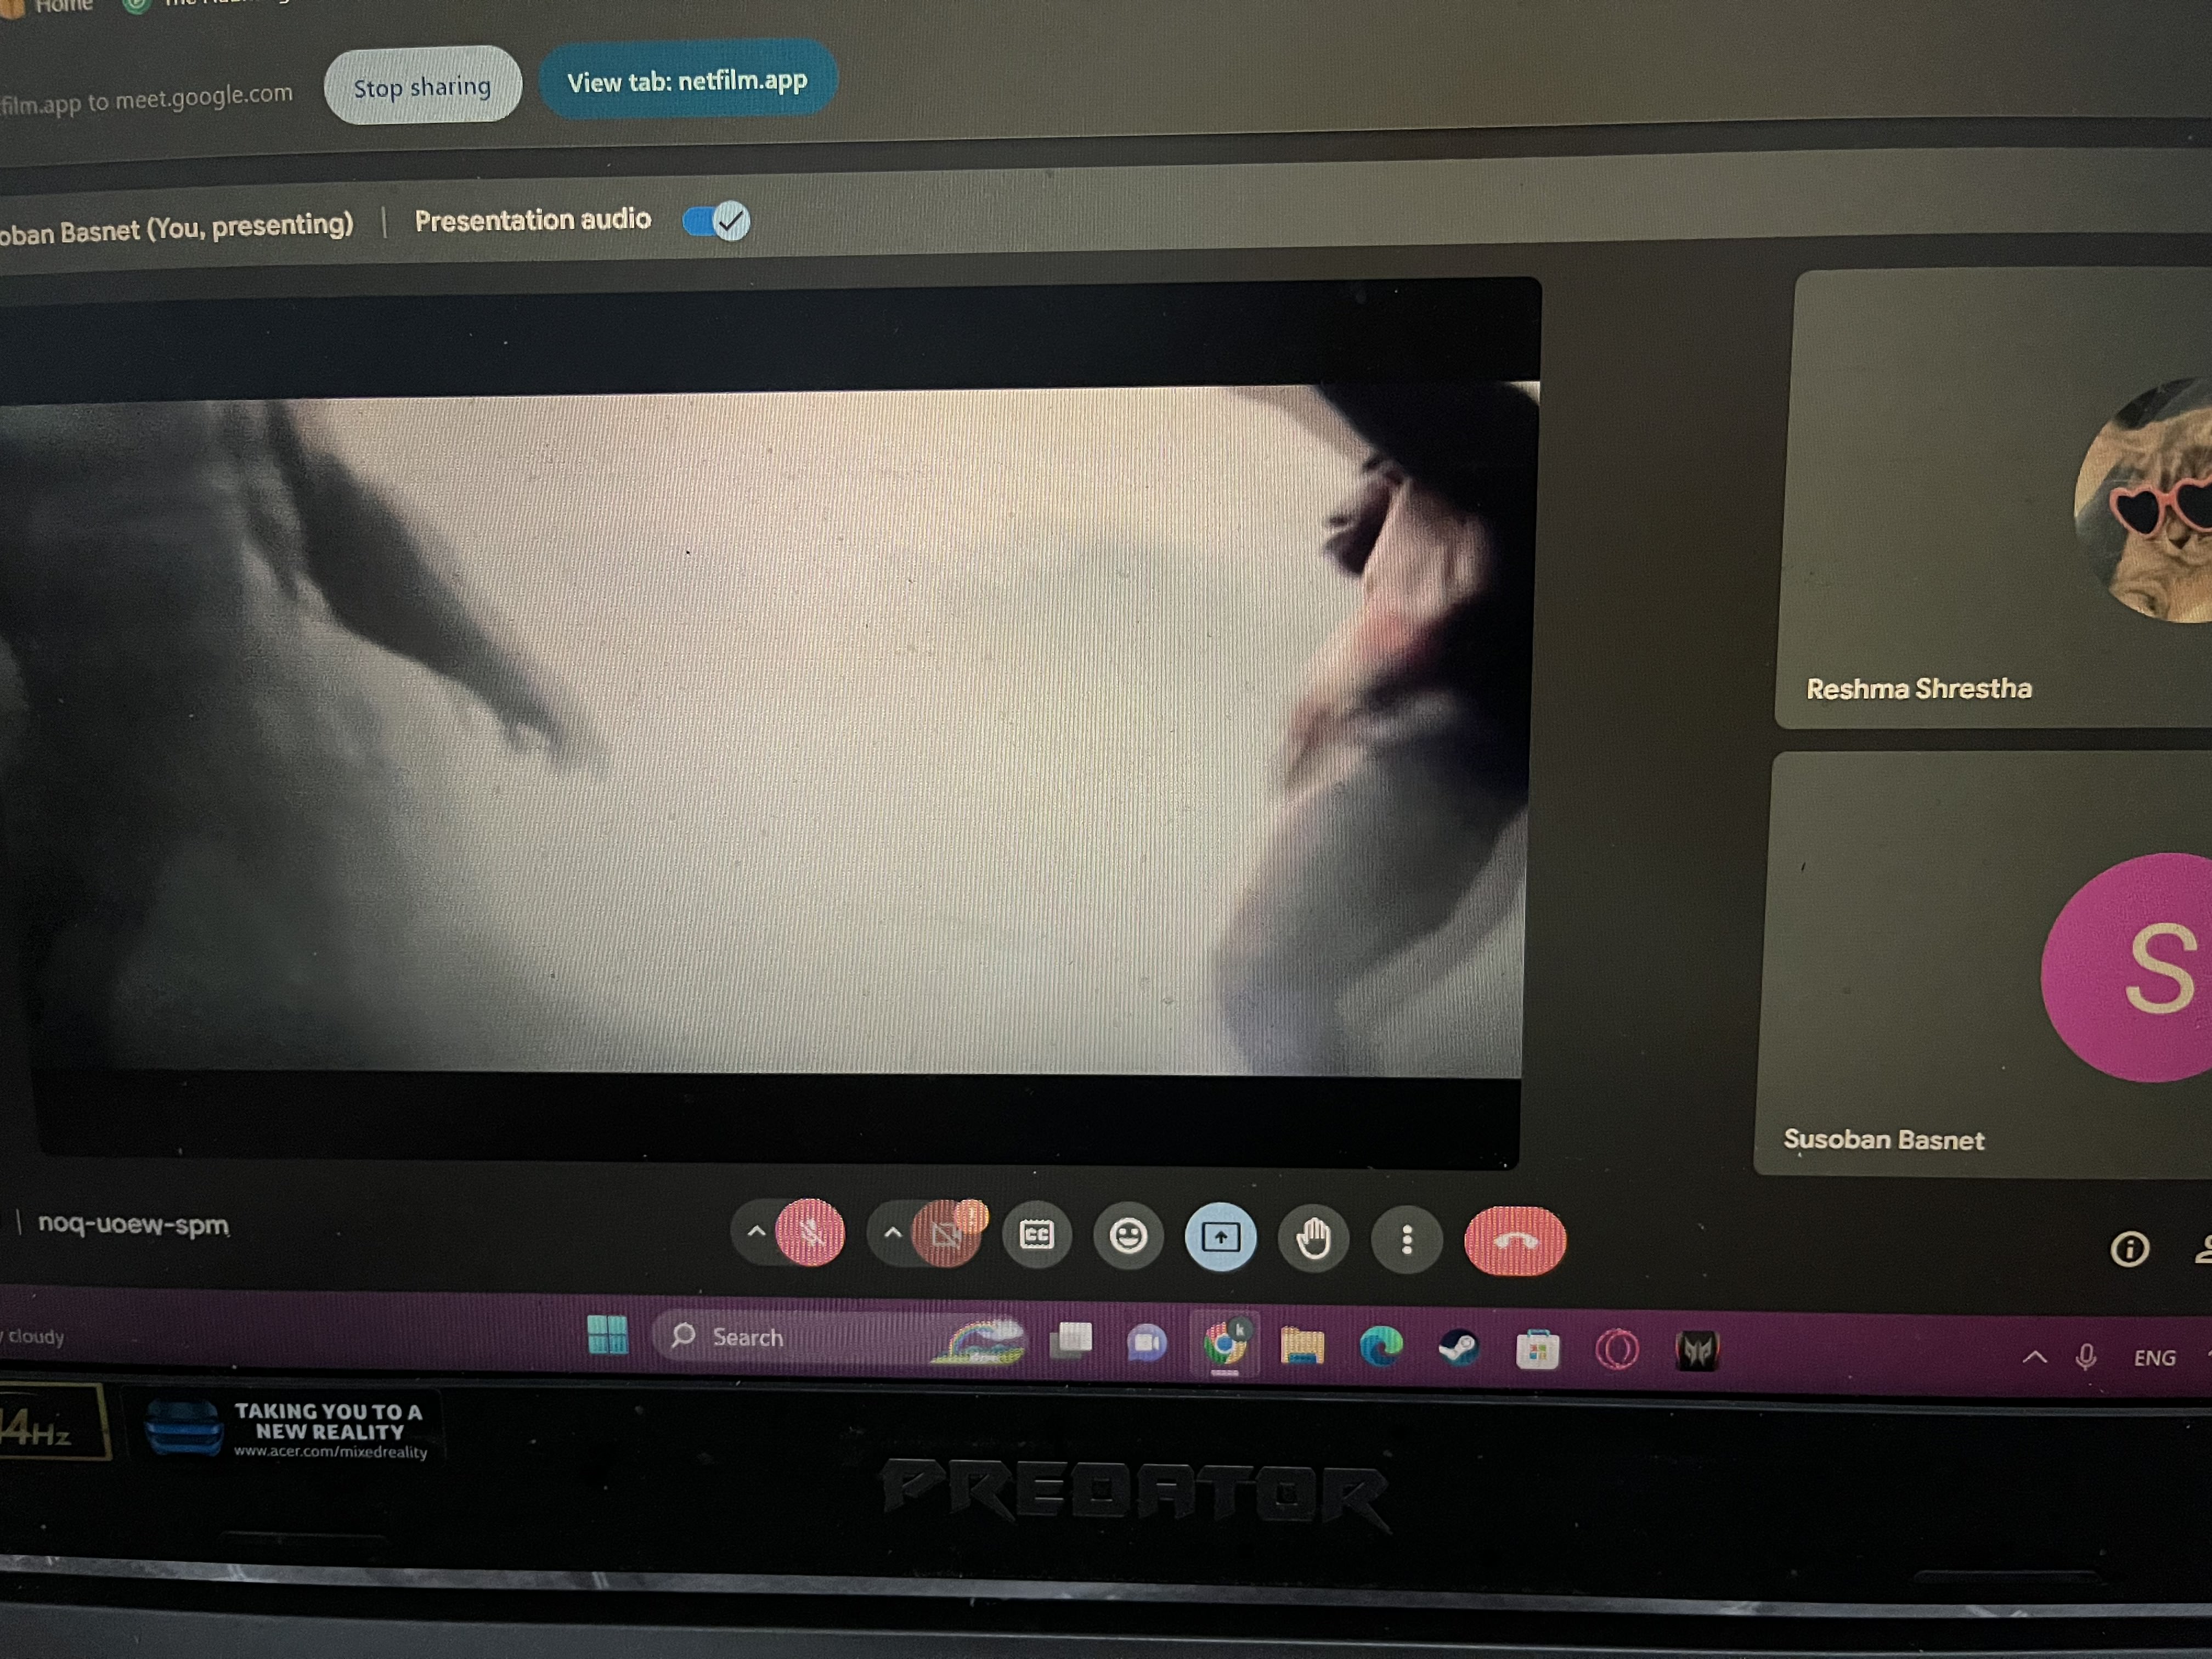 Home
film.app to meet.google.com
Stop sharing
View tab: netfilm.app
oban Basnet (You, presenting)
Presentation audio
Reshma Shrestha
S
Susoban Basnet
noq-uoew-spm
CC
cloudy
Search
k
ENG
4Hz
TAKING YOU TO A
NEW REALITY
www.acer.com/mixedreality
PREDATOR